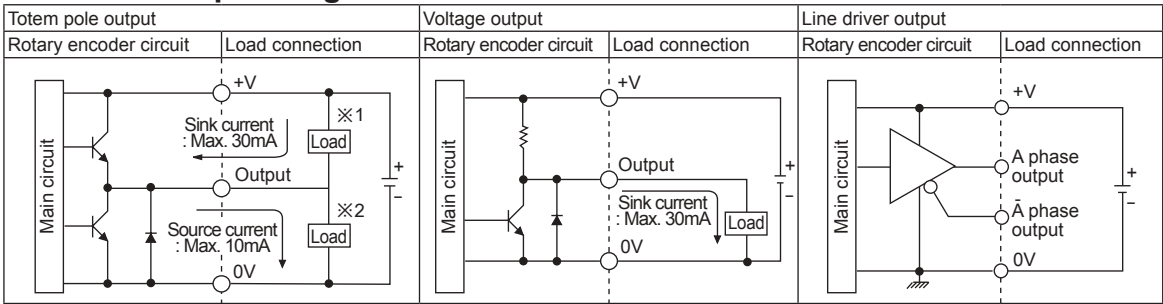 Totem pole output
Voltage output
Line driver output
Rotary encoder circuit
Load connection
Rotary encoder circuit
Load connection
Rotary encoder circuit
Load connection
Main circuit
+V
※1
Sink current
: Max. 30mA
Load
Output
※2
Source current
: Max. 10mA
Load
0V
+
−
Main circuit
+V
Output
Sink current
: Max. 30mA
Load
0V
+
−
Main circuit
+V
A phase
output
Ā phase
output
0V
+
−